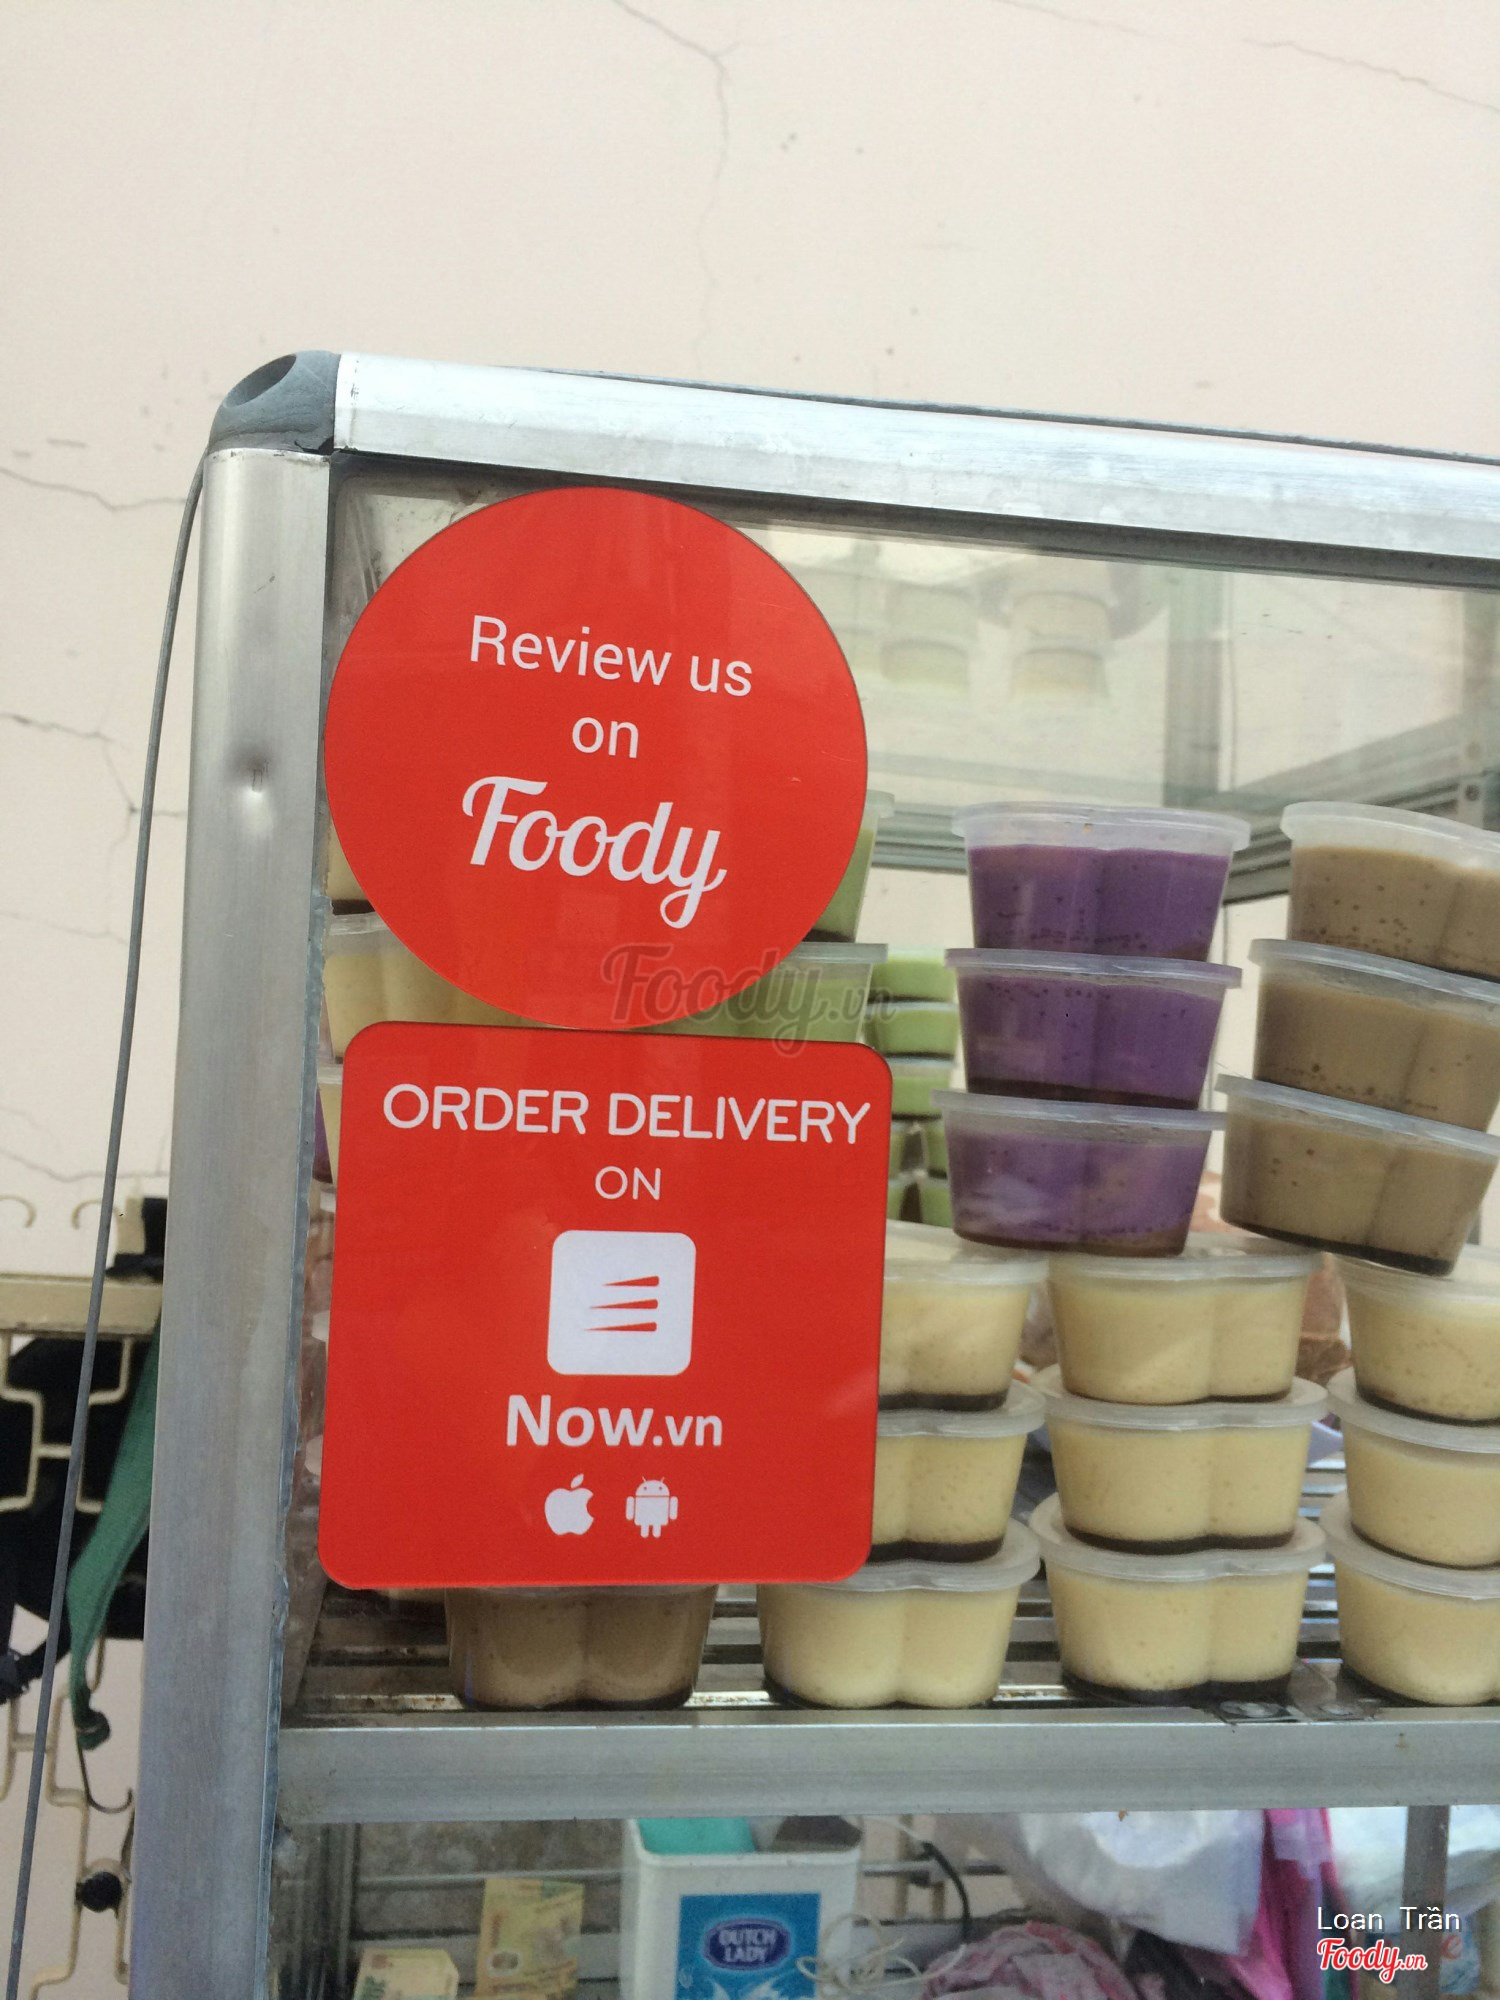 Review us
on
Foody
Foody.vn
ORDER DELIVERY
ON
Now.vn
DUTCH
LADY
Loan Trần
Foody.vn